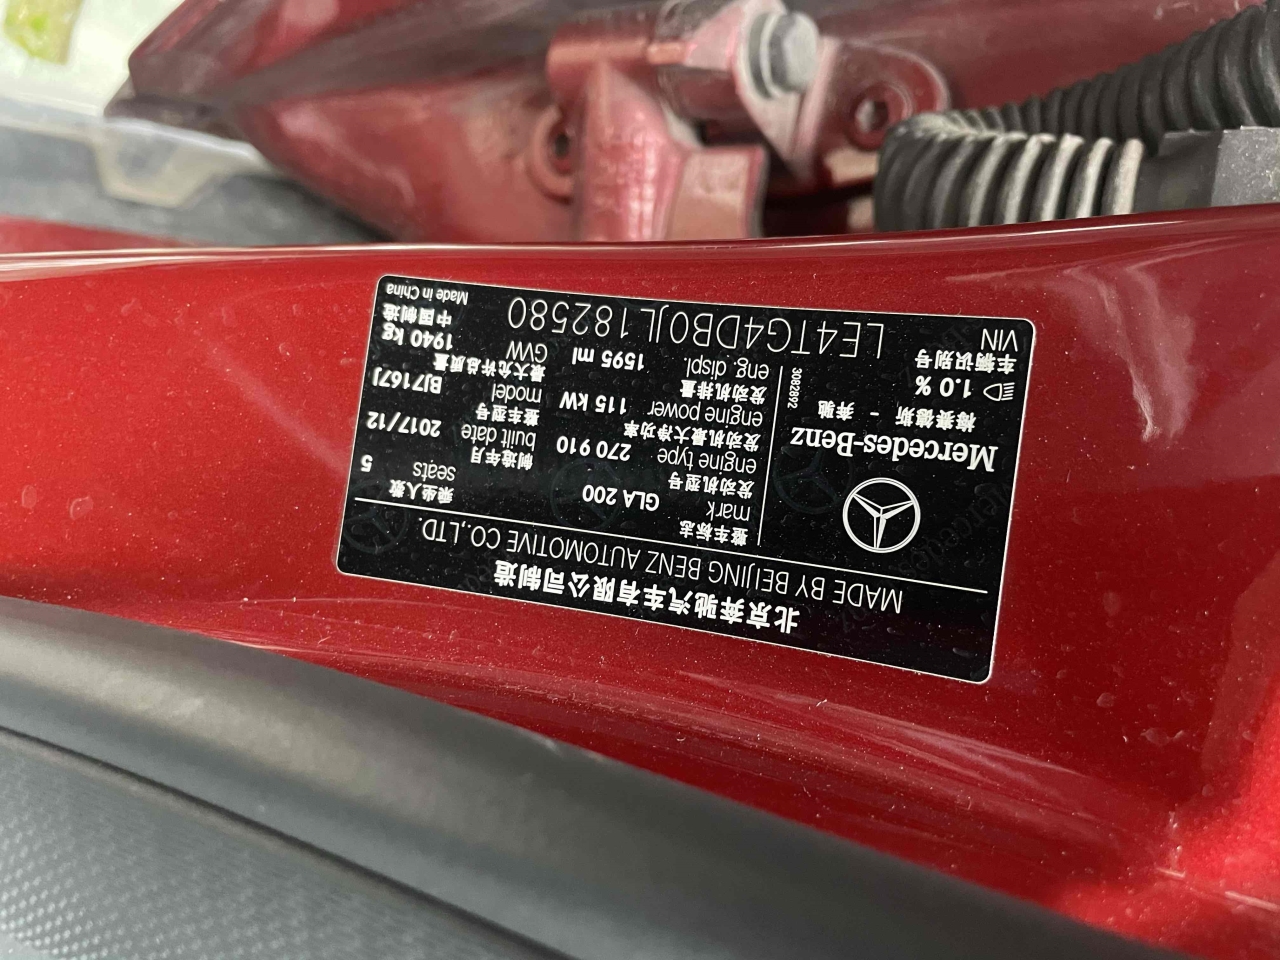 北京奔驰汽车有限公司制造
MADE BY BEIJING BENZ AUTOMOTIVE CO.,LTD.
Mercedes-Benz
梅赛德斯 - 奔驰
1.0 %
3082892
整车标志
mark
GLA 200
乘坐人数
seats
5
发动机型号
engine type
270 910
制造年月
built date
2017/12
发动机最大净功率
engine power
115 kW
整车型号
model
BJ7167J
发动机排量
eng. displ.
1595 ml
最大允许总质量
GVW
1940 kg
车辆识别号
VIN
LE4TG4DB0JL182580
中国制造
Made in China